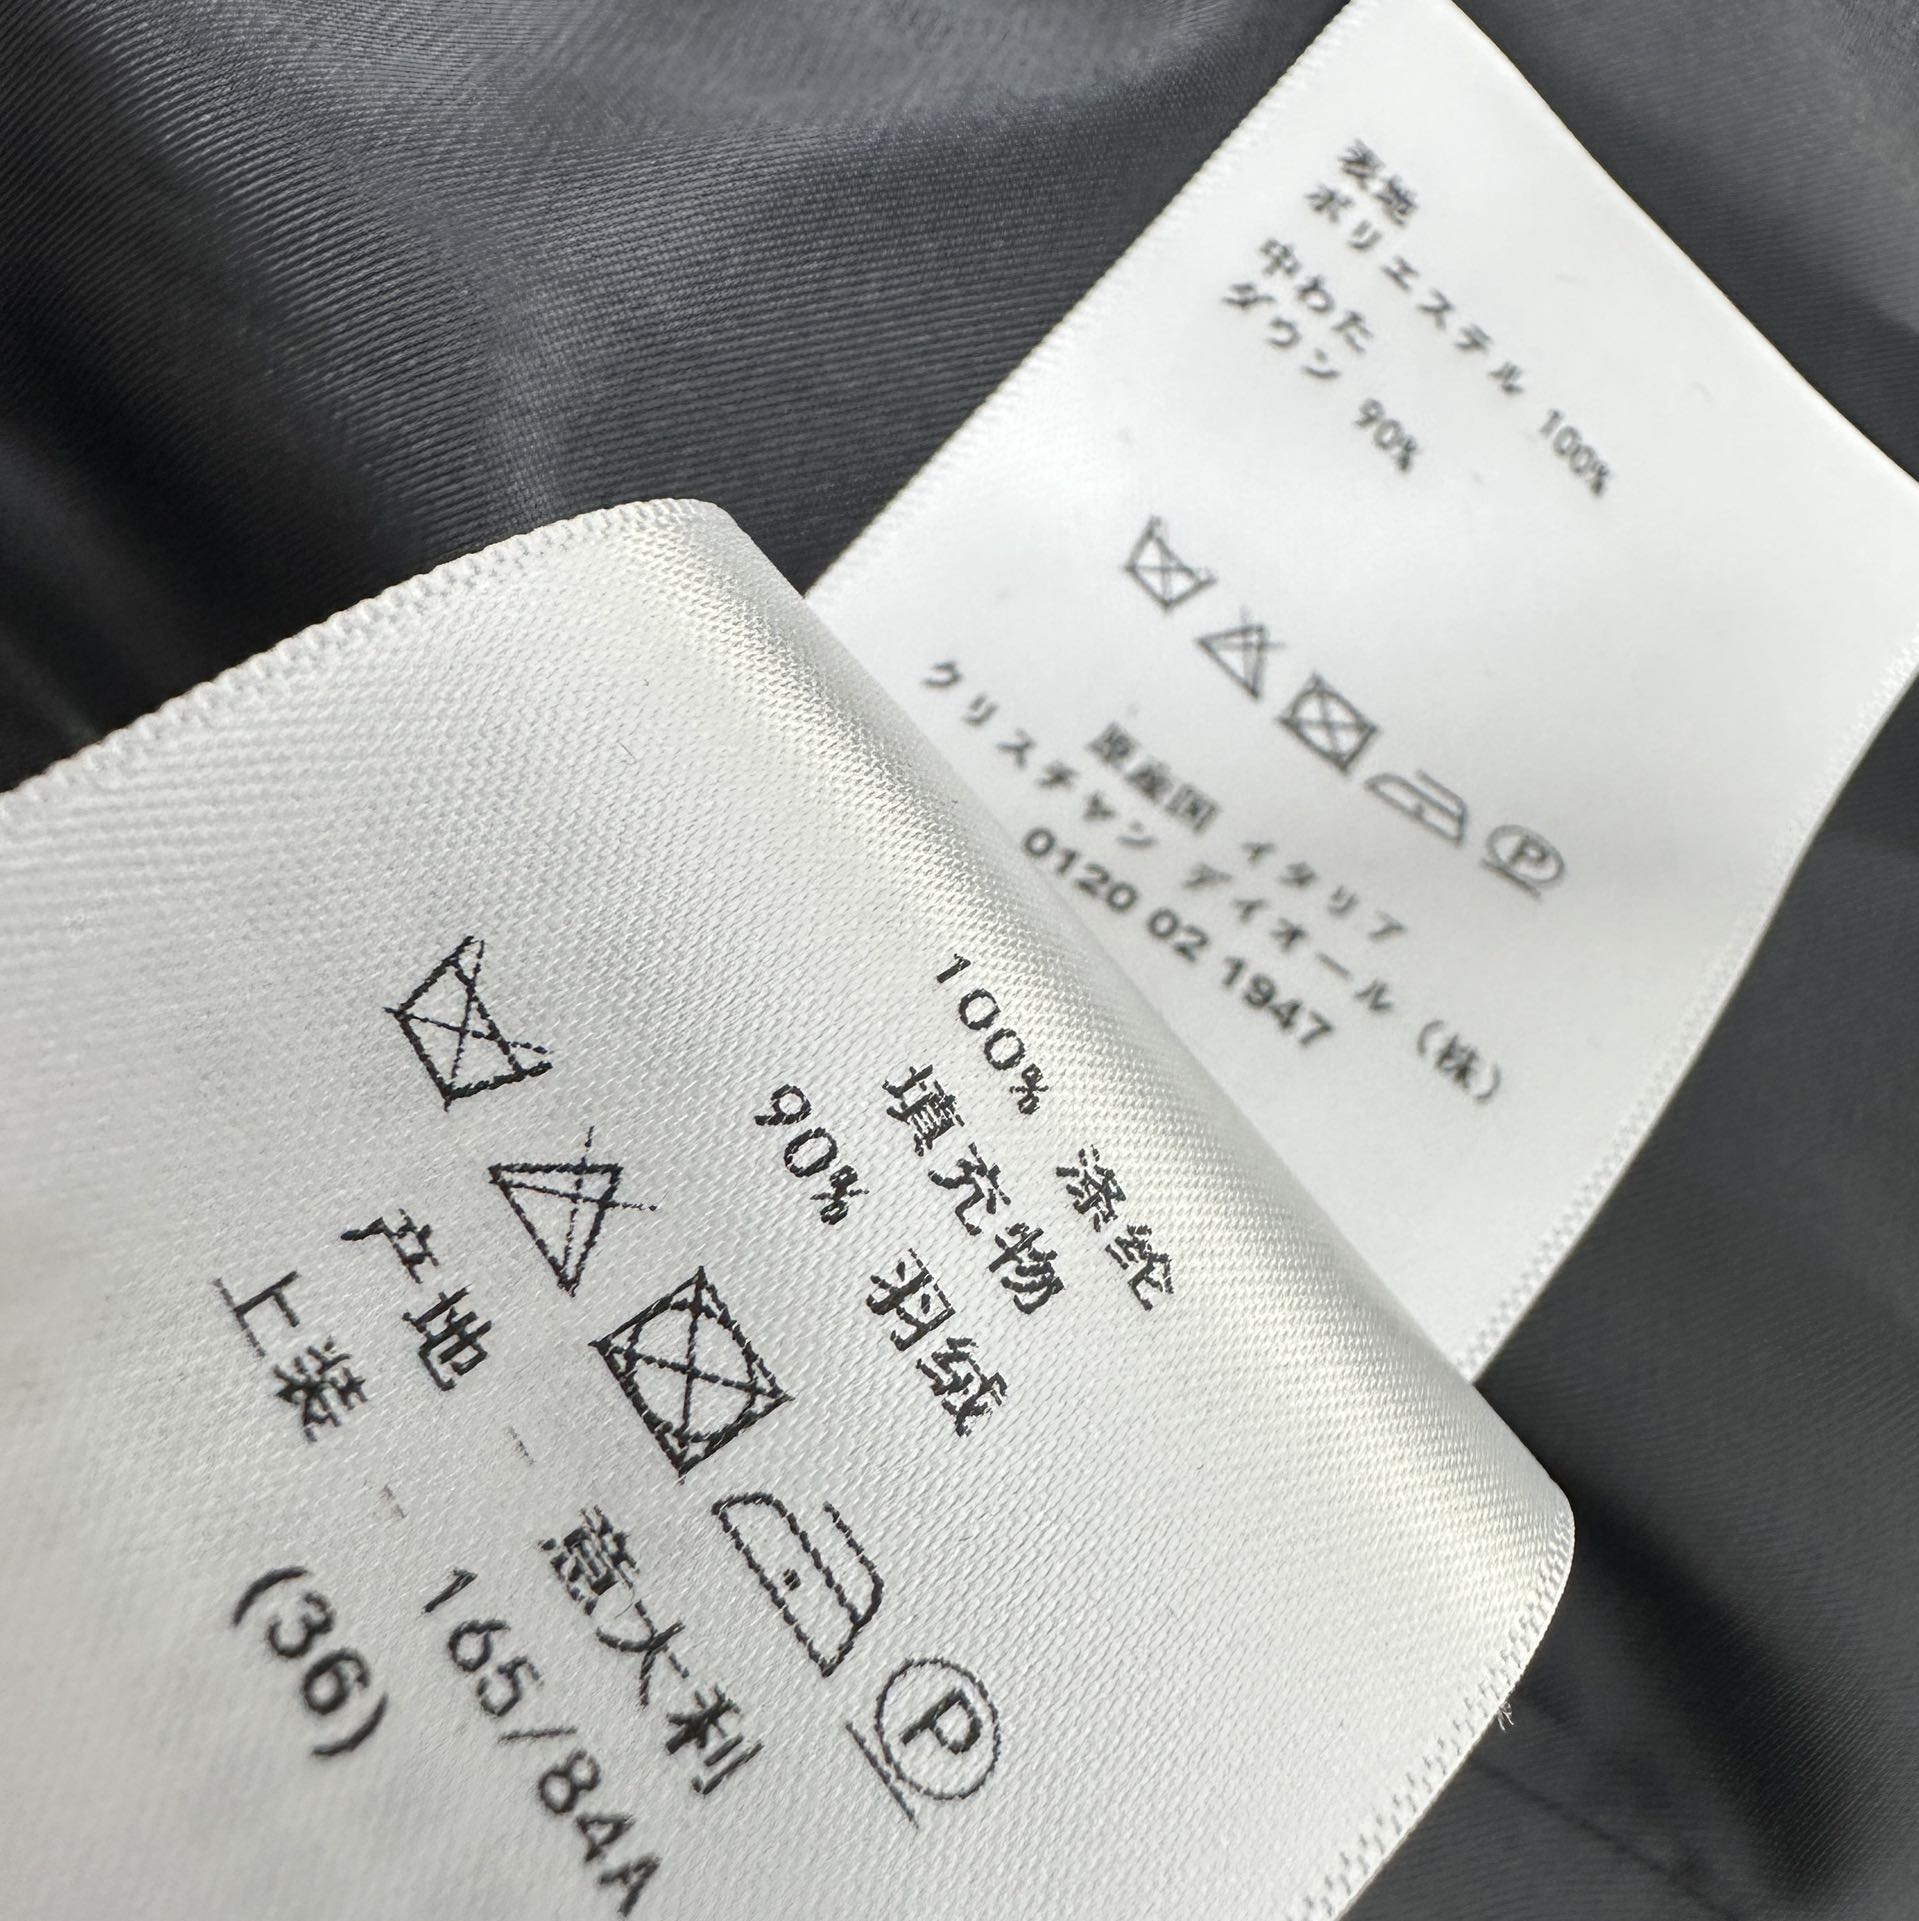 表地
ポリエステル 100%
中わた
ダウン 90%
P
原産国 イタリア
クリスチャン ディオール (株)
0120 02 1947
100% 涤纶
填充物
90% 羽绒
P
产地 - 意大利
上装 - 165/84A
(36)